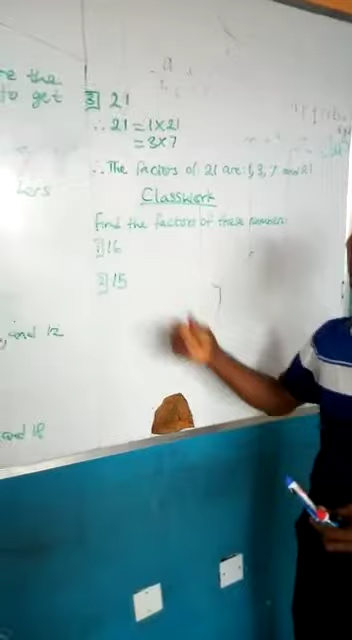 re the
to get
3 21
∴ 21 = 1 x 21
= 3 x 7
∴ The factors of 21 are: 1, 3, 7 and 21
Classwork
Find the factors of these numbers:
1 16
2 15
and 12
and 18